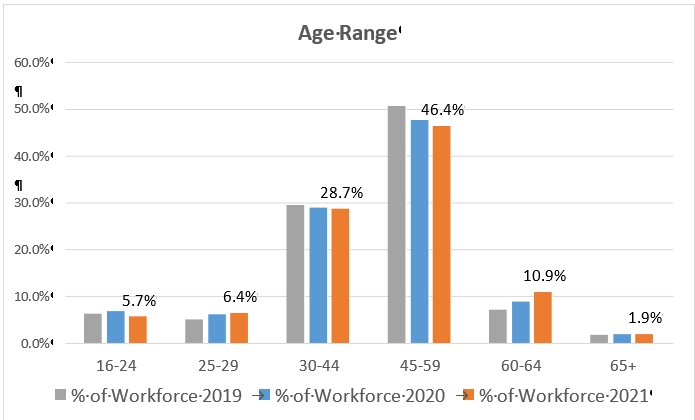 Age·Range¶
60.0%
¶
50.0%
40.0%
¶
30.0%
20.0%
10.0%
0.0%
5.7% 6.4% 28.7% 46.4% 10.9% 1.9%
16-24 25-29 30-44 45-59 60-64 65+
%·of·Workforce·2019 → %·of·Workforce·2020 → %·of·Workforce·2021¶